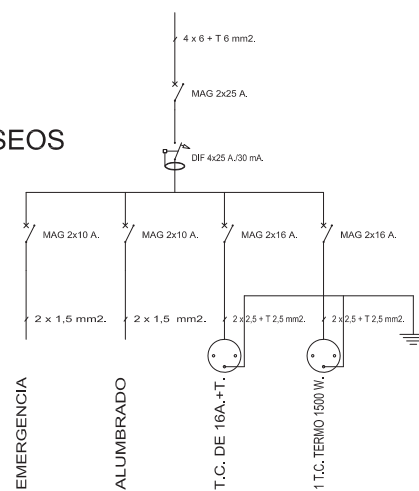 4 x 6 + T 6 mm2.
MAG 2x25 A.
SEOS
DIF 4x25 A./30 mA.
MAG 2x10 A.
MAG 2x10 A.
MAG 2x16 A.
MAG 2x16 A.
2 x 1,5 mm2.
2 x 1,5 mm2.
2 x 2,5 + T 2,5 mm2.
2 x 2,5 + T 2,5 mm2.
EMERGENCIA
ALUMBRADO
T.C. DE 16A.+T.
1 T.C. TERMO 1500 W.